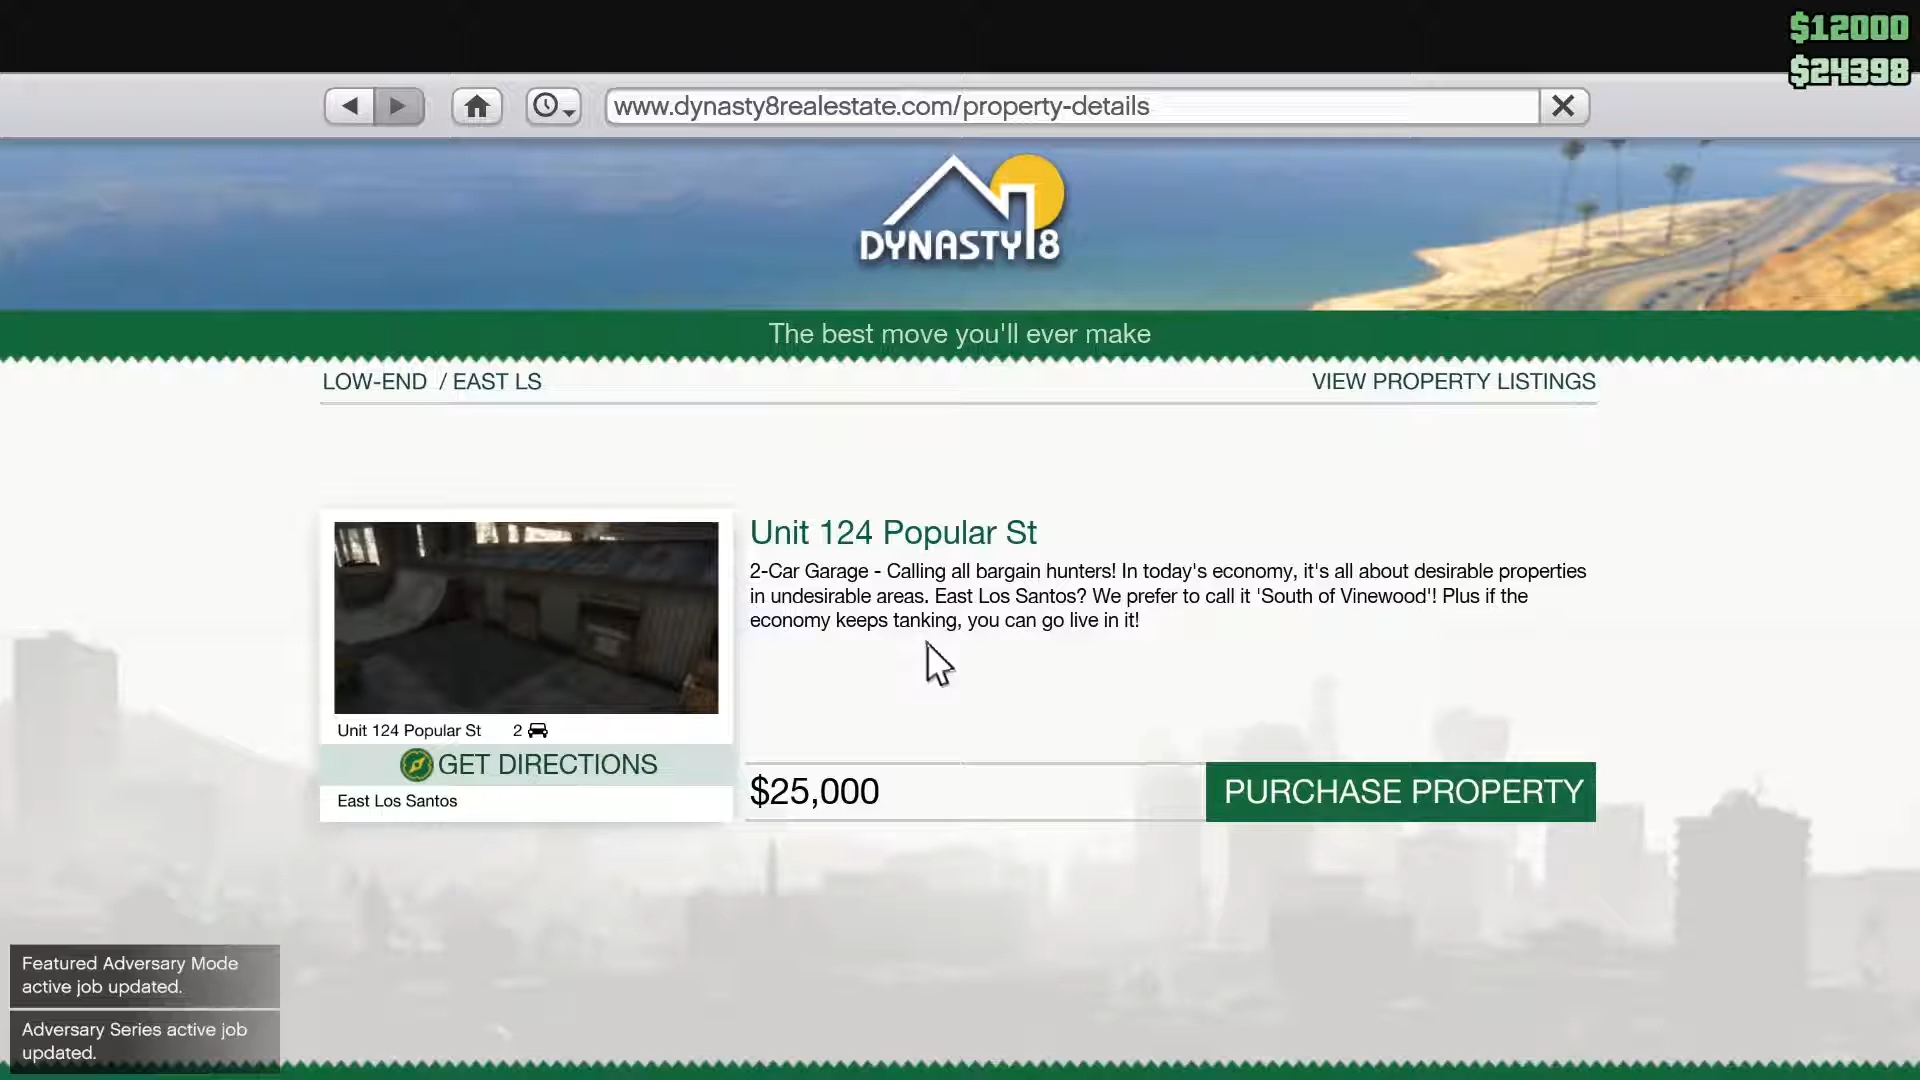 $12000
$24398
www.dynasty8realestate.com/property-details
DYNASTY 8
The best move you'll ever make
LOW-END / EAST LS
VIEW PROPERTY LISTINGS
Unit 124 Popular St
2-Car Garage - Calling all bargain hunters! In today's economy, it's all about desirable properties
in undesirable areas. East Los Santos? We prefer to call it 'South of Vinewood'! Plus if the
economy keeps tanking, you can go live in it!
Unit 124 Popular St 2
GET DIRECTIONS
East Los Santos
$25,000
PURCHASE PROPERTY
Featured Adversary Mode
active job updated.
Adversary Series active job
updated.